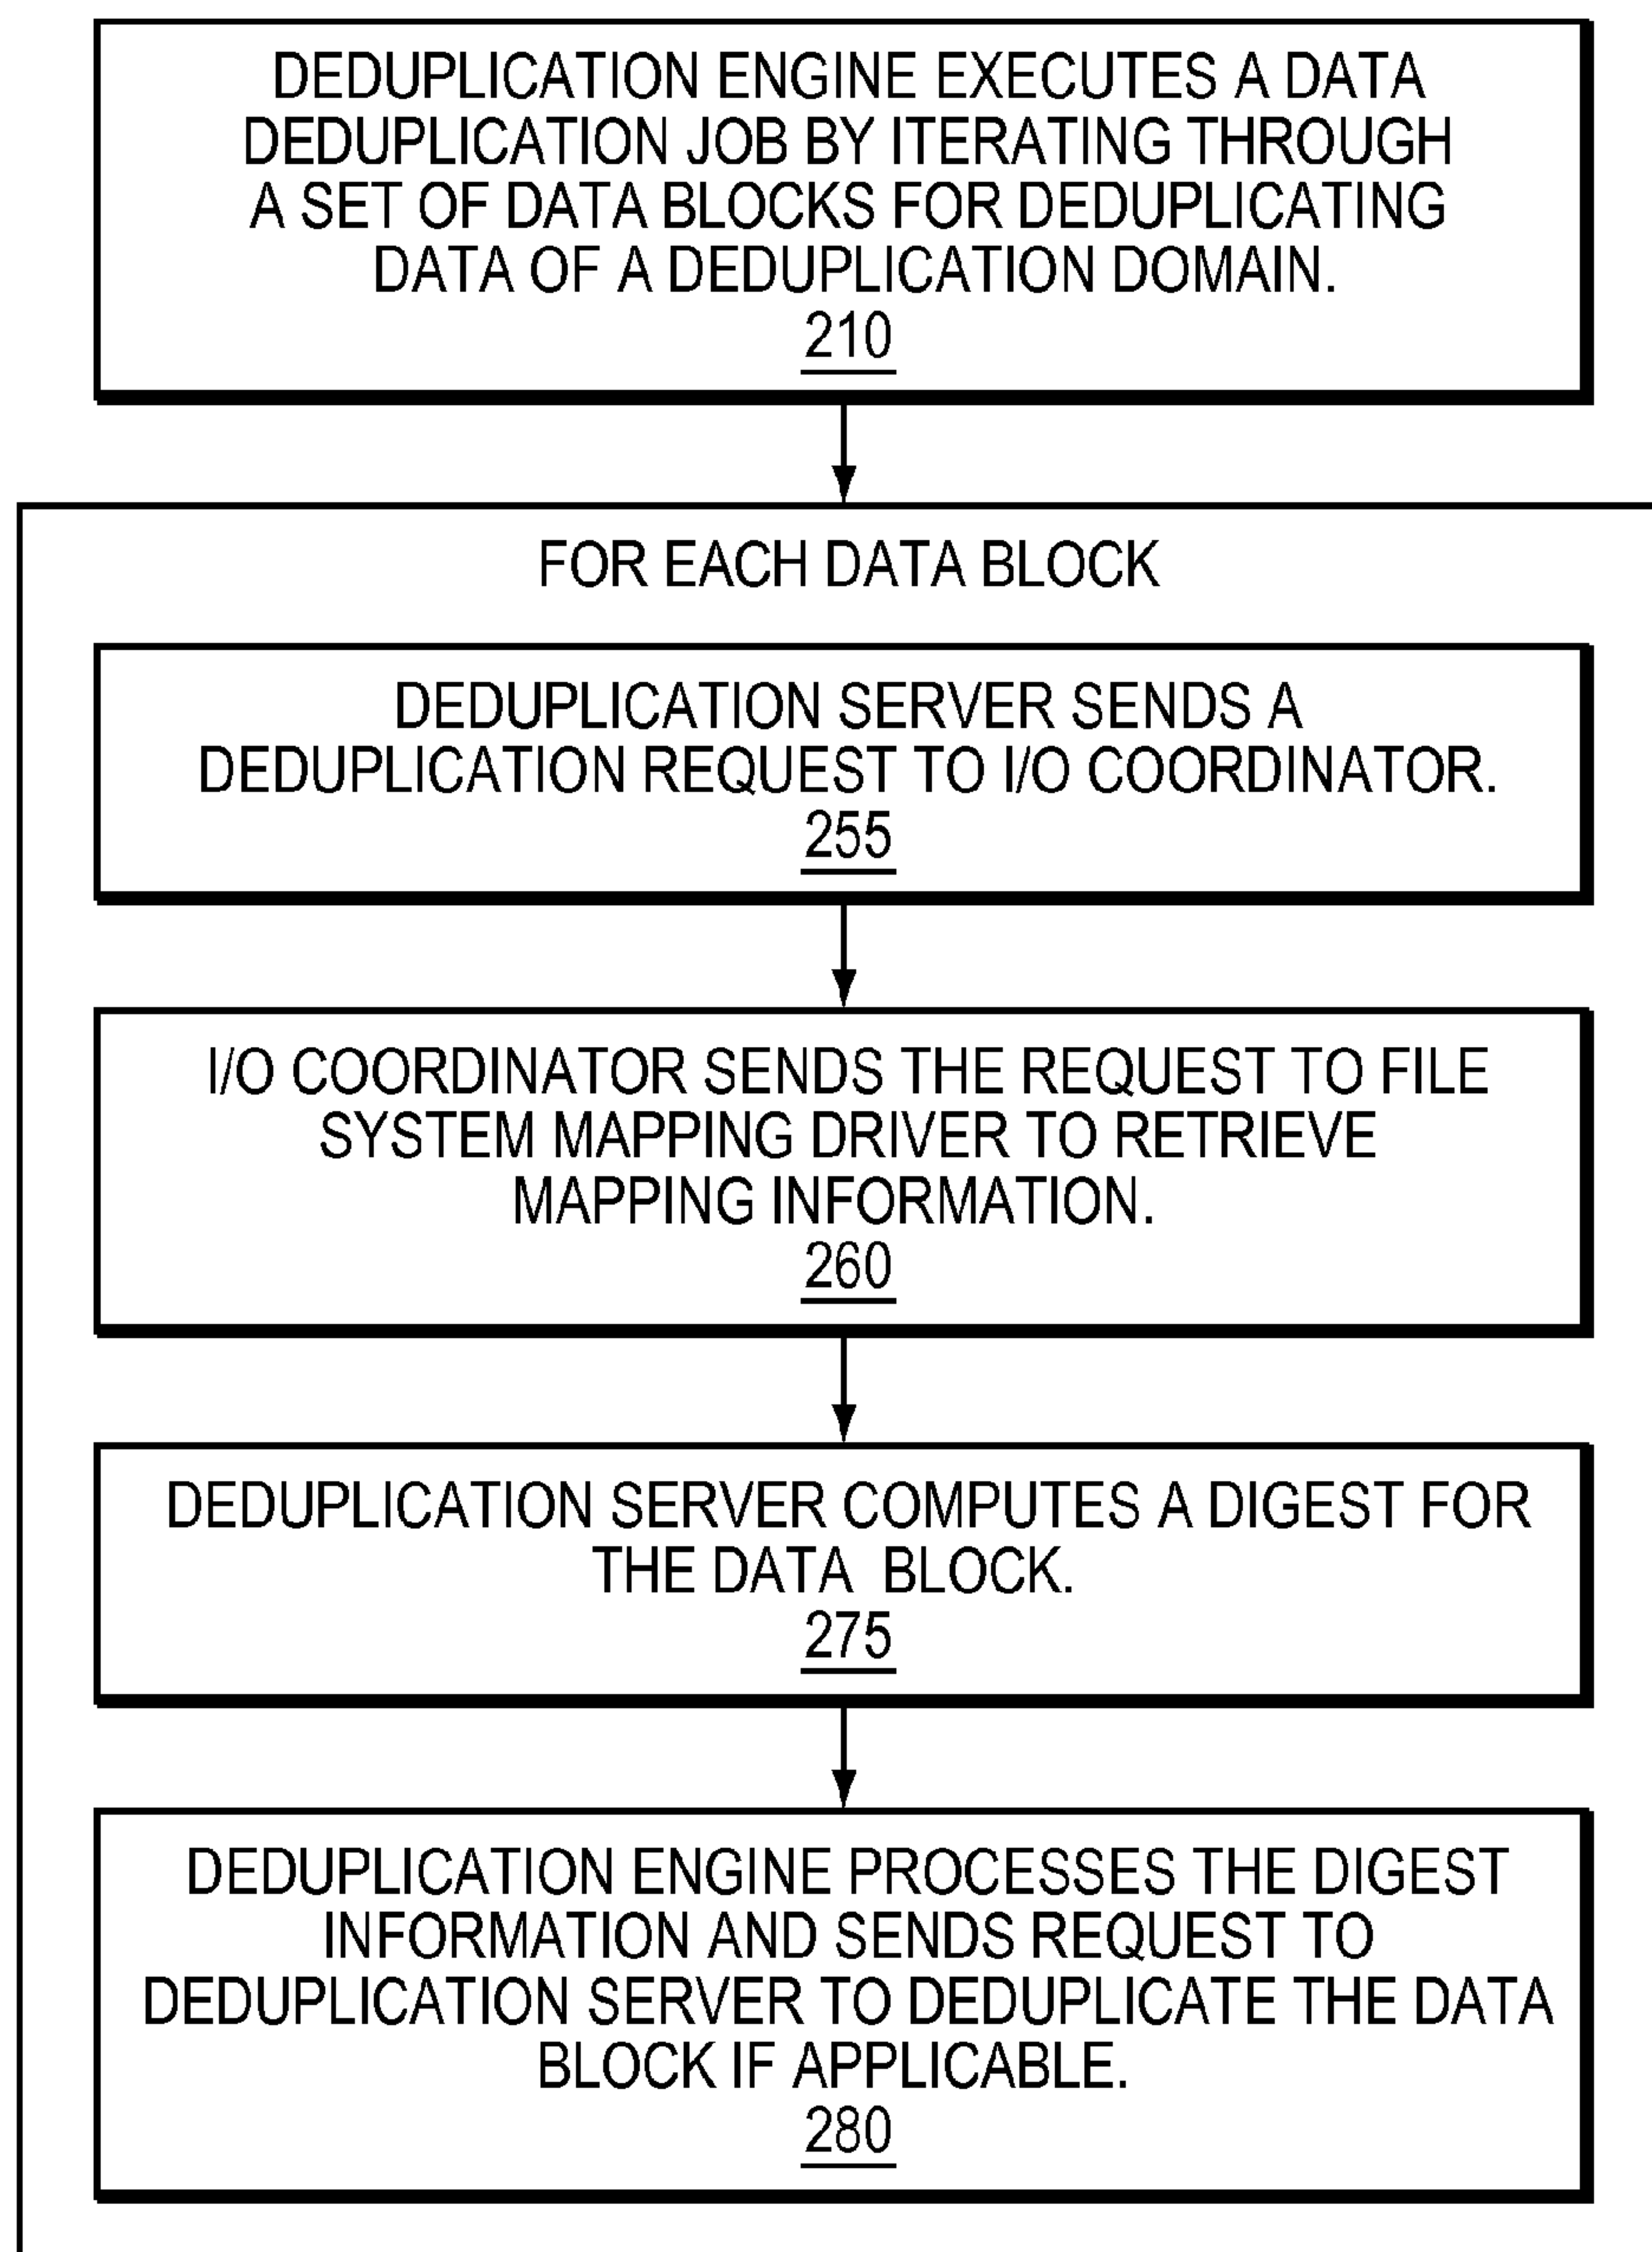 DEDUPLICATION ENGINE EXECUTES A DATA
DEDUPLICATION JOB BY ITERATING THROUGH
A SET OF DATA BLOCKS FOR DEDUPLICATING
DATA OF A DEDUPLICATION DOMAIN.
210
FOR EACH DATA BLOCK
DEDUPLICATION SERVER SENDS A
DEDUPLICATION REQUEST TO I/O COORDINATOR.
255
I/O COORDINATOR SENDS THE REQUEST TO FILE
SYSTEM MAPPING DRIVER TO RETRIEVE
MAPPING INFORMATION.
260
DEDUPLICATION SERVER COMPUTES A DIGEST FOR
THE DATA BLOCK.
275
DEDUPLICATION ENGINE PROCESSES THE DIGEST
INFORMATION AND SENDS REQUEST TO
DEDUPLICATION SERVER TO DEDUPLICATE THE DATA
BLOCK IF APPLICABLE.
280